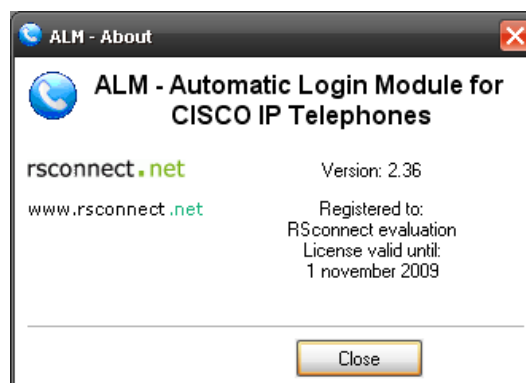 ALM - About
ALM - Automatic Login Module for
CISCO IP Telephones
rsconnect.net
www.rsconnect.net
Version: 2.36
Registered to:
RSconnect evaluation
License valid until:
1 november 2009
Close